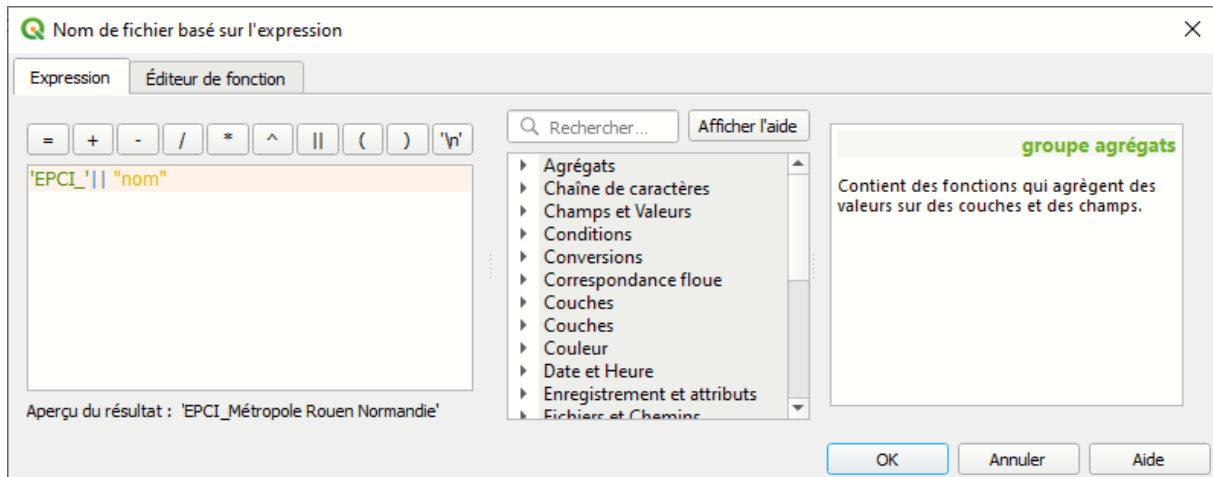 Nom de fichier basé sur l'expression
Expression
Éditeur de fonction
= + - / * ^ || ( ) '\n'
'EPCI_'|| "nom"
Aperçu du résultat : 'EPCI_Métropole Rouen Normandie'
Rechercher...
Afficher l'aide
Agrégats
Chaîne de caractères
Champs et Valeurs
Conditions
Conversions
Correspondance floue
Couches
Couches
Couleur
Date et Heure
Enregistrement et attributs
Fichiers et Chemins
groupe agrégats
Contient des fonctions qui agrègent des
valeurs sur des couches et des champs.
OK
Annuler
Aide